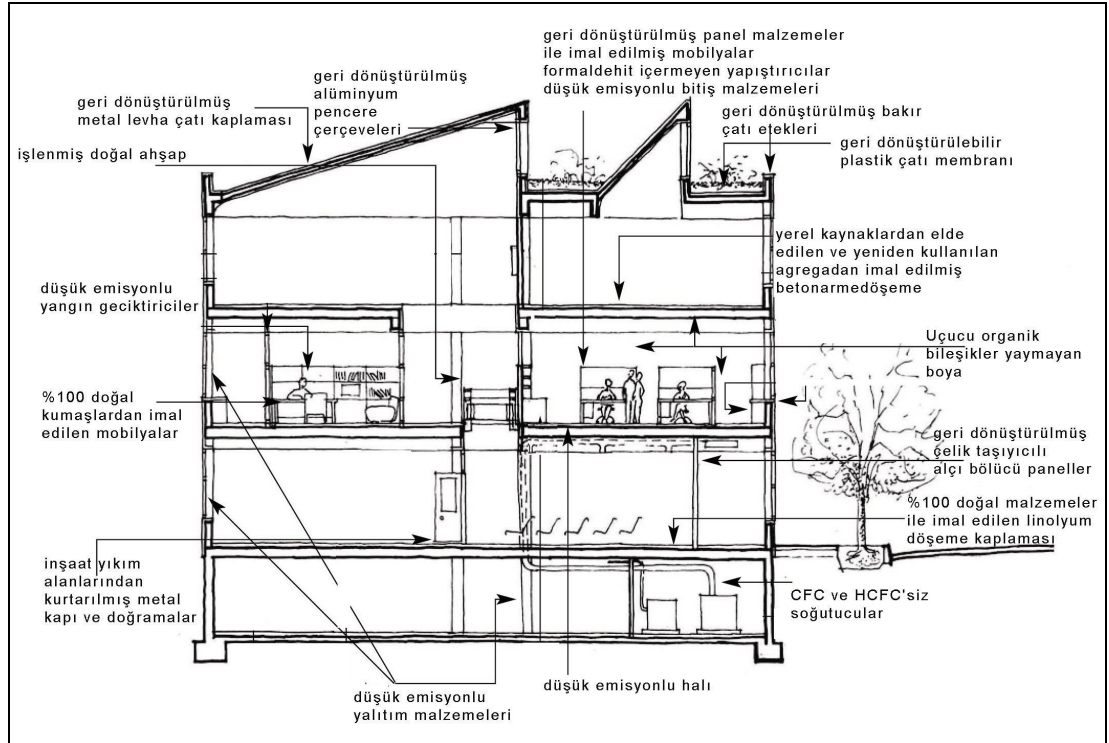 geri dönüştürülmüş panel malzemeler
ile imal edilmiş mobilyalar
formaldehit içermeyen yapıştırıcılar
düşük emisyonlu bitiş malzemeleri
geri dönüştürülmüş
alüminyum
pencere
çerçeveleri
geri dönüştürülmüş
metal levha çatı kaplaması
geri dönüştürülmüş bakır
çatı etekleri
geri dönüştürülebilir
plastik çatı membranı
işlenmiş doğal ahşap
yerel kaynaklardan elde
edilen ve yeniden kullanılan
agregadan imal edilmiş
betonarmedöşeme
düşük emisyonlu
yangın geciktiriciler
Uçucu organik
bileşikler yaymayan
boya
%100 doğal
kumaşlardan imal
edilen mobilyalar
geri dönüştürülmüş
çelik taşıyıcılı
alçı bölücü paneller
%100 doğal malzemeler
ile imal edilen linolyum
döşeme kaplaması
inşaat yıkım
alanlarından
kurtarılmış metal
kapı ve doğramalar
CFC ve HCFC'siz
soğutucular
düşük emisyonlu halı
düşük emisyonlu
yalıtım malzemeleri